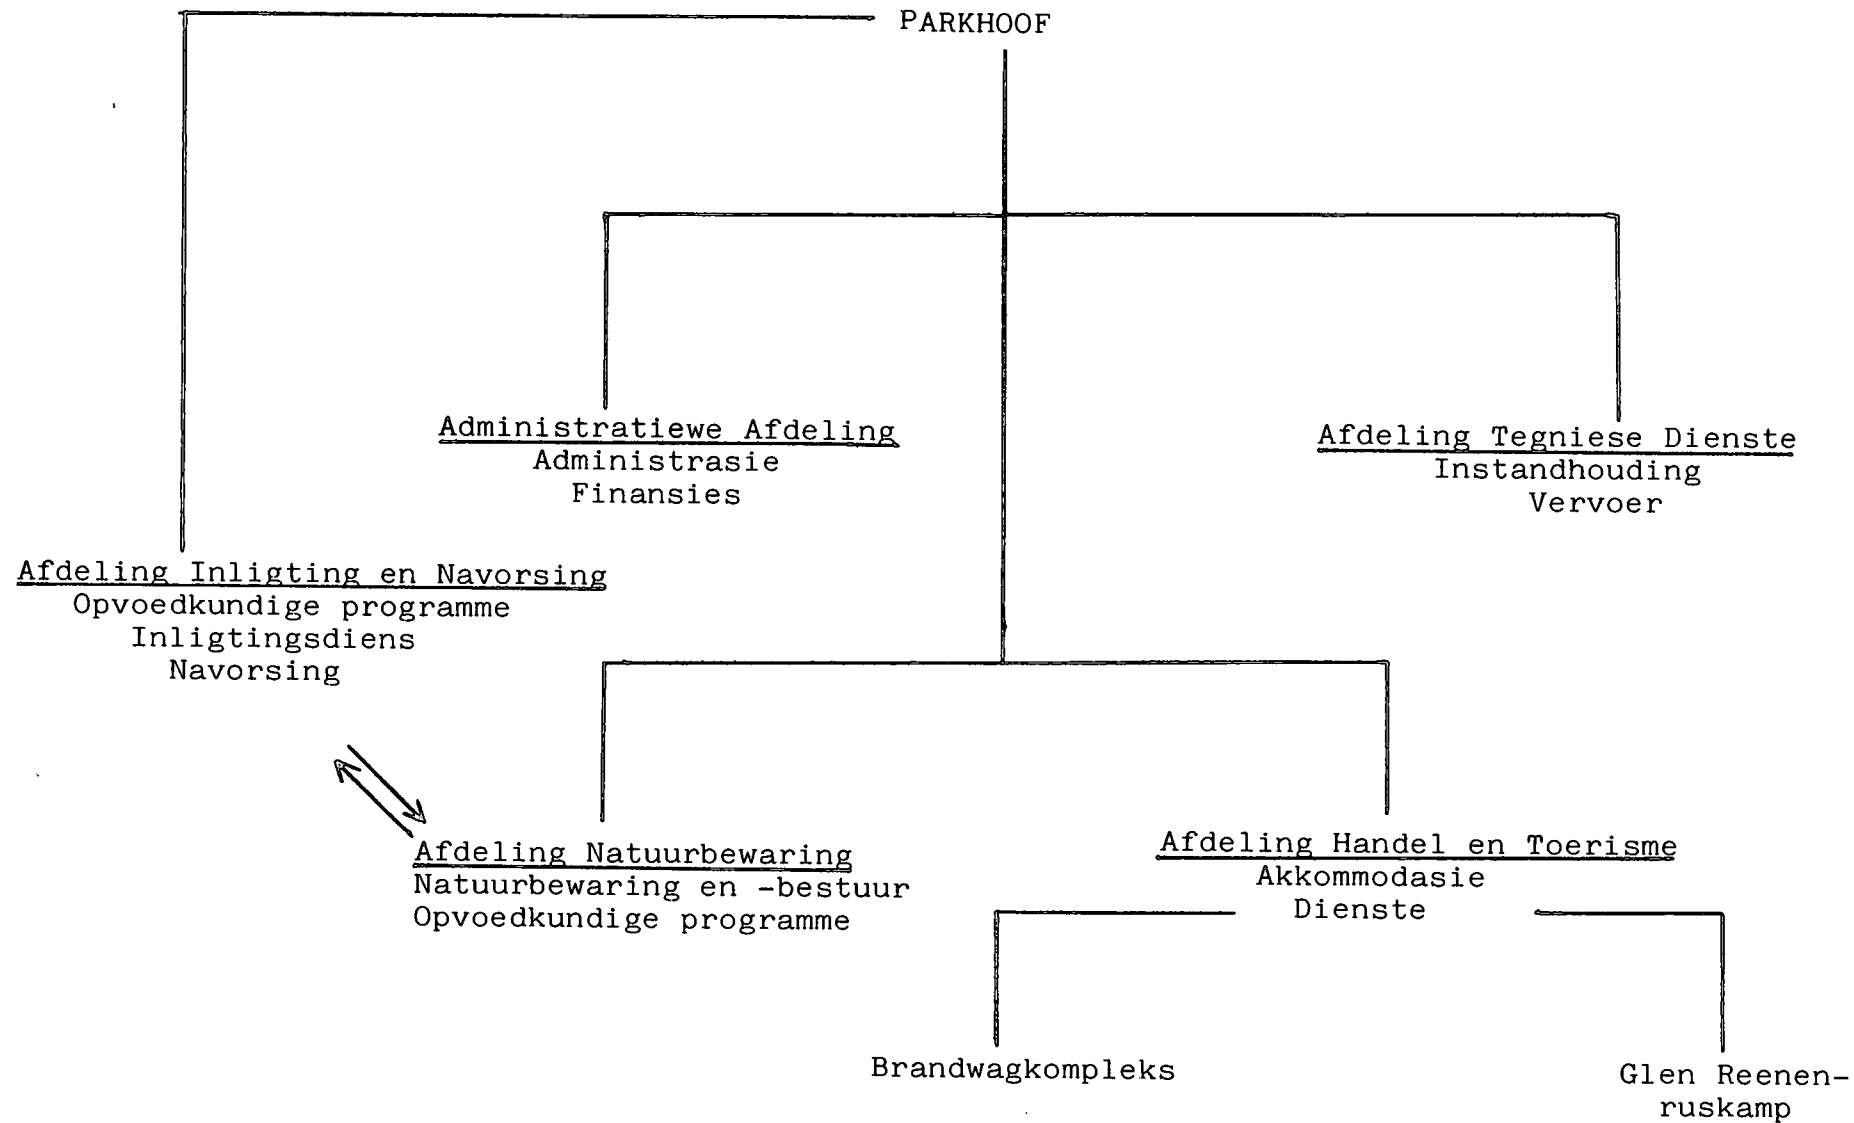 PARKHOOF
Administratiewe Afdeling
Administrasie
Finansies
Afdeling Tegniese Dienste
Instandhouding
Vervoer
Afdeling Inligting en Navorsing
Opvoedkundige programme
Inligtingsdiens
Navorsing
Afdeling Natuurbewaring
Natuurbewaring en -bestuur
Opvoedkundige programme
Afdeling Handel en Toerisme
Akkommodasie
Dienste
Brandwagkompleks
Glen Reenen-
ruskamp